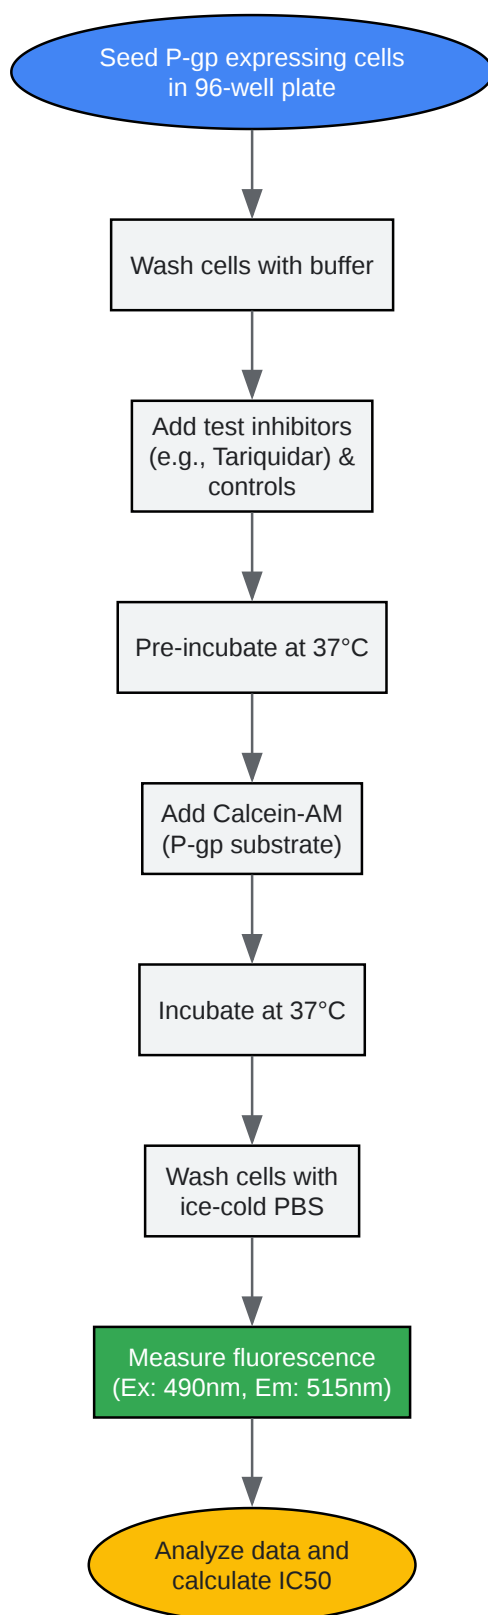 Seed P-gp expressing cells
in 96-well plate
Wash cells with buffer
Add test inhibitors
(e.g., Tariquidar) &
controls
Pre-incubate at 37°C
Add Calcein-AM
(P-gp substrate)
Incubate at 37°C
Wash cells with
ice-cold PBS
Measure fluorescence
(Ex: 490nm, Em: 515nm)
Analyze data and
calculate IC50